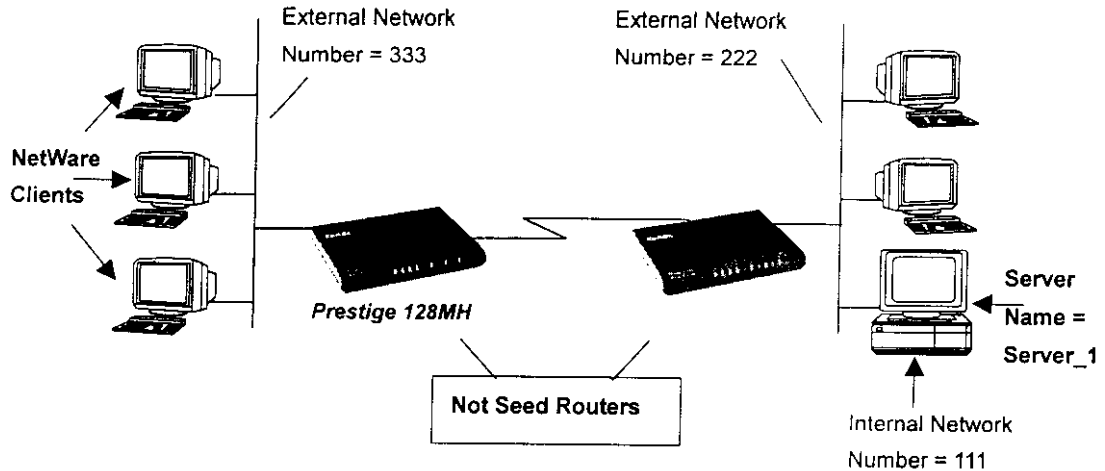 External Network
Number = 333
External Network
Number = 222
NetWare
Clients
Prestige 128MH
Server
Name =
Server_1
Not Seed Routers
Internal Network
Number = 111